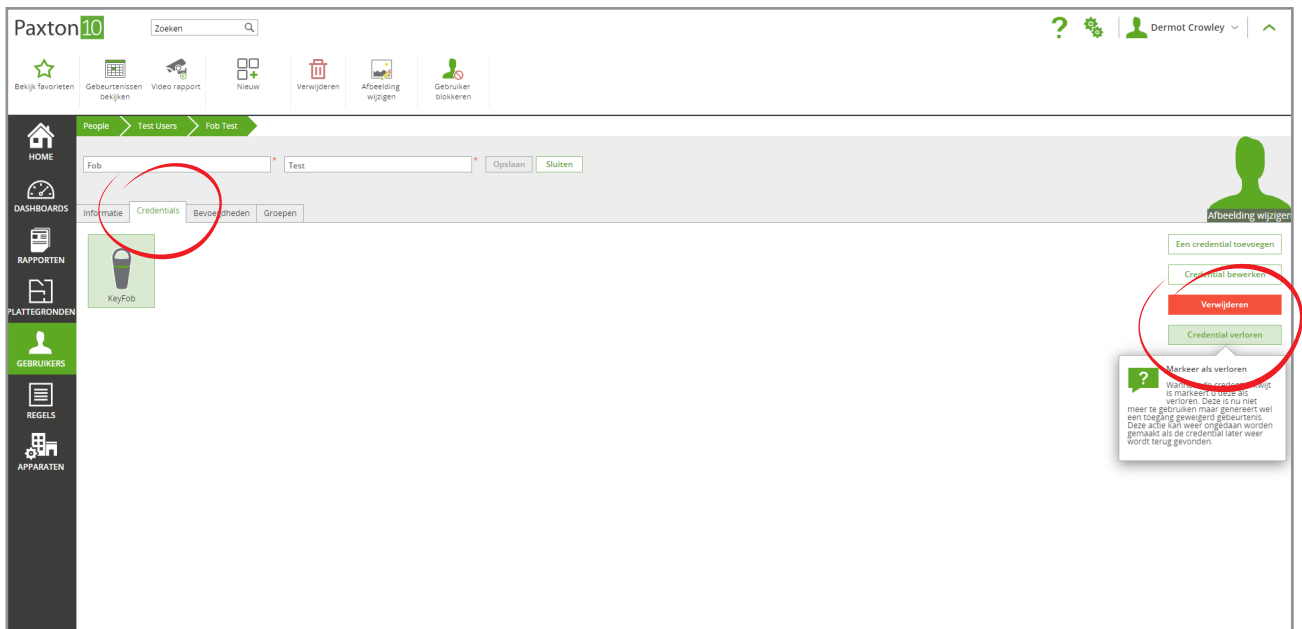 Paxton10
Zoeken
?
Dermot Crowley
Bekijk favorieten
Gebeurtenissen
bekijken
Video rapport
Nieuw
Verwijderen
Afbeelding
wijzigen
Gebruiker
blokkeren
HOME
DASHBOARDS
RAPPORTEN
PLATTEGRONDEN
GEBRUIKERS
REGELS
APPARATEN
People
Test Users
Fob Test
Fob *
Test *
Opslaan
Sluiten
Afbeelding wijzigen
Informatie
Credentials
Bevoegdheden
Groepen
KeyFob
Een credential toevoegen
Credential bewerken
Verwijderen
Credential verloren
?
Markeer als verloren
Wanneer de credential kwijt
is markeert u deze als
verloren. Deze is nu niet
meer te gebruiken maar genereert wel
een toegang geweigerd gebeurtenis.
Deze actie kan weer ongedaan worden
gemaakt als de credential later weer
wordt terug gevonden.